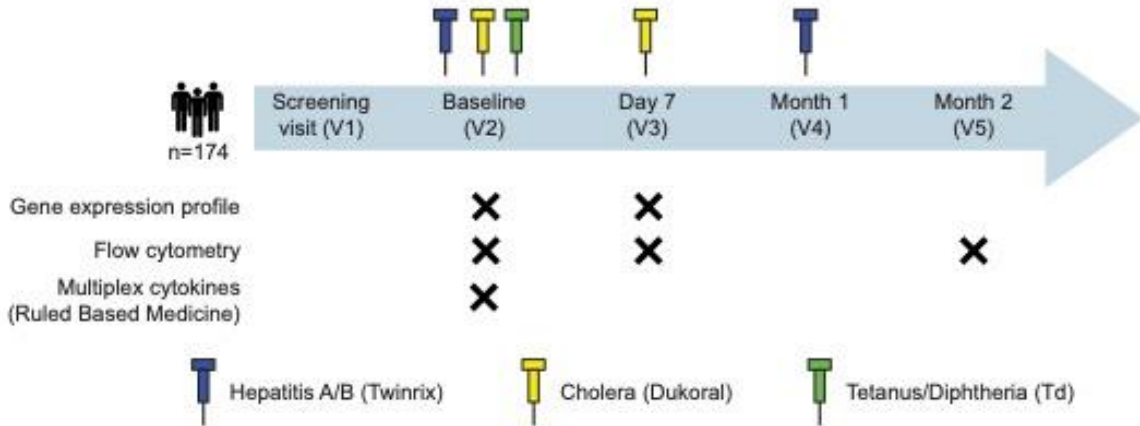 Screening
visit (V1)
Baseline
(V2)
Day 7
(V3)
Month 1
(V4)
Month 2
(V5)
n=174
Gene expression profile
Flow cytometry
Multiplex cytokines
(Ruled Based Medicine)
Hepatitis A/B (Twinrix)
Cholera (Dukoral)
Tetanus/Diphtheria (Td)